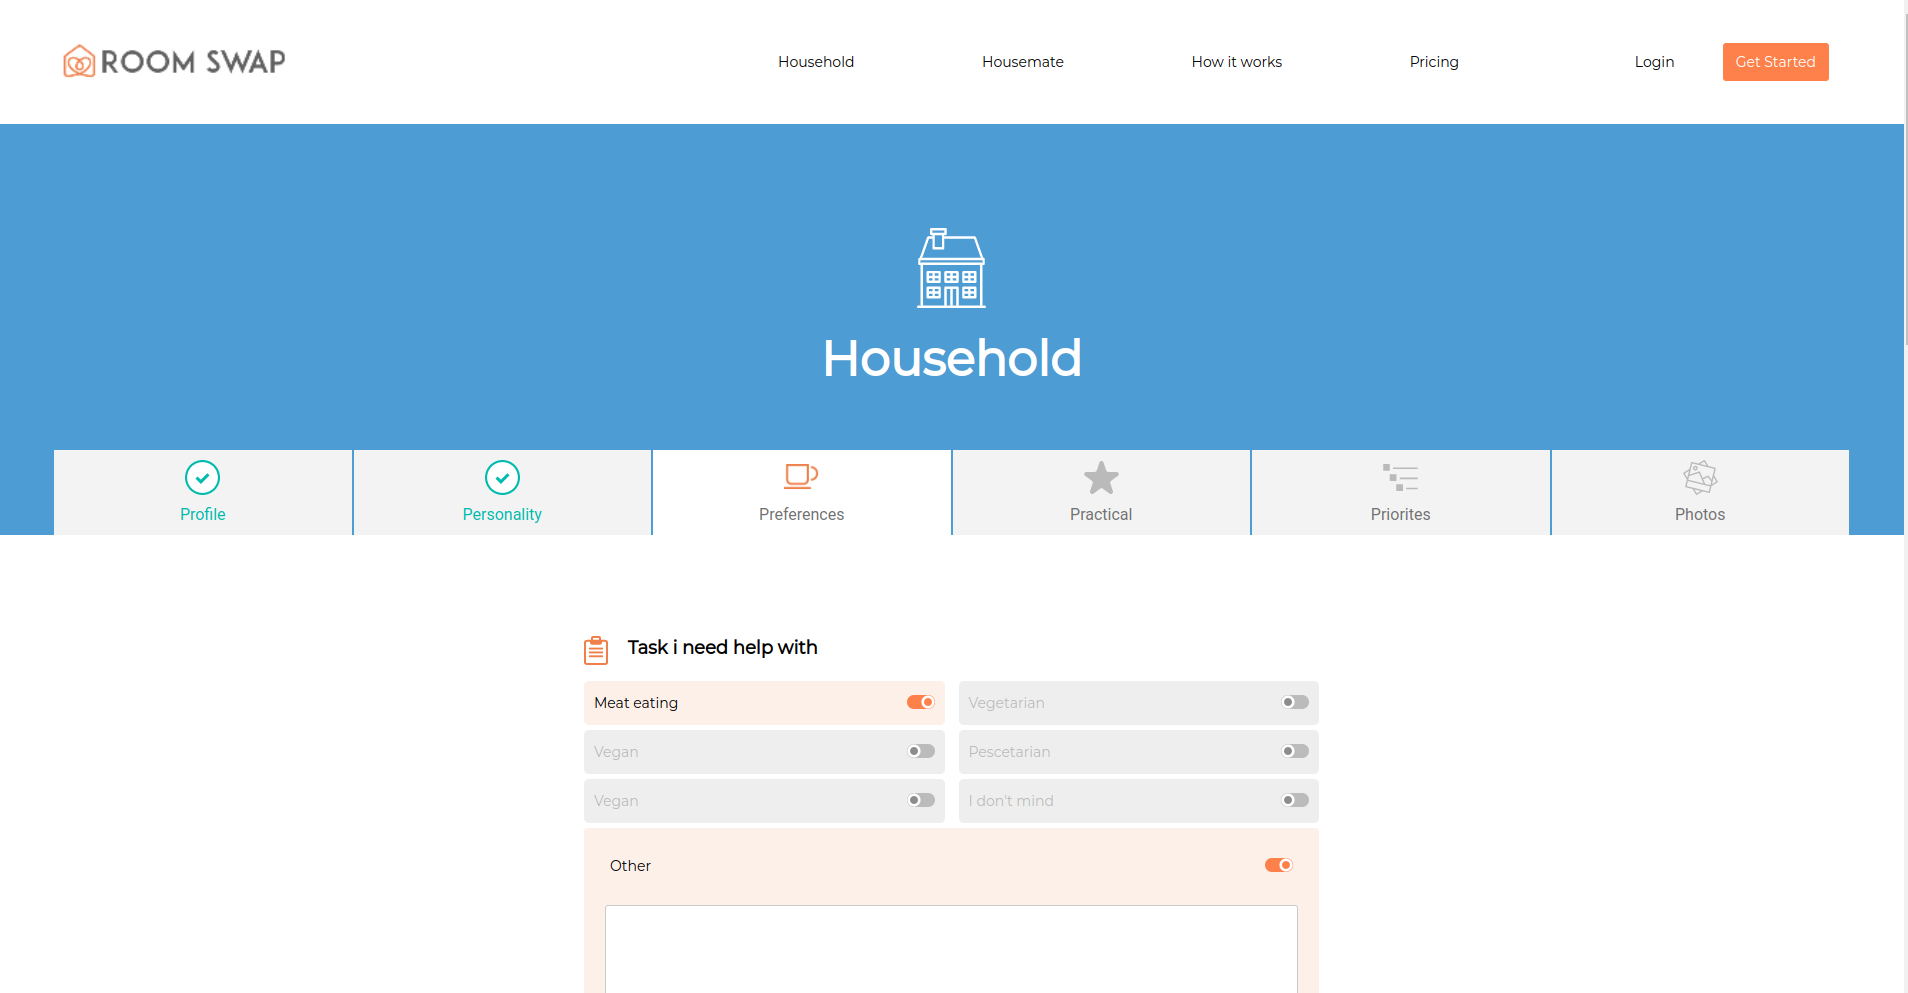 ROOM SWAP
Household Housemate How it works Pricing Login Get Started
Household
Profile Personality Preferences Practical Priorites Photos
Task i need help with
Meat eating Vegetarian
Vegan Pescetarian
Vegan I don't mind
Other